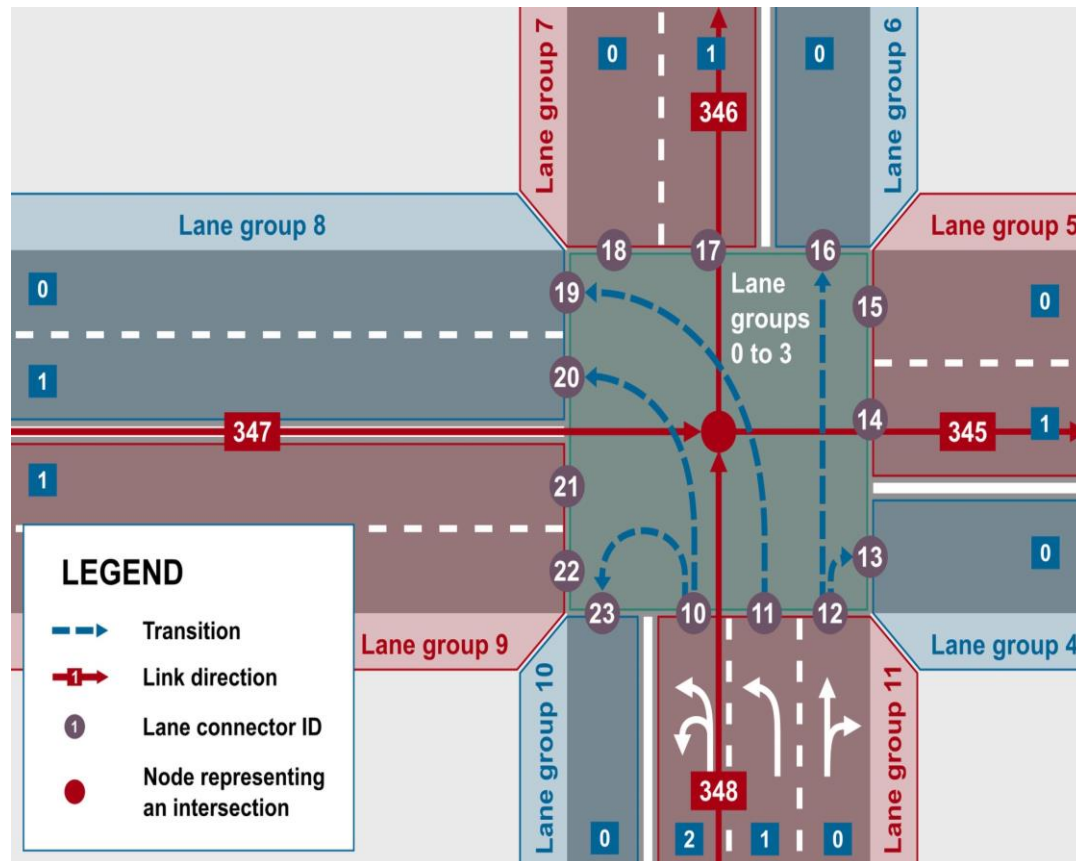 Lane group 7
0
1
0
Lane group 6
346
Lane group 8
Lane group 5
18
17
16
0
19
Lane
groups
0 to 3
15
0
1
20
14
347
345
1
1
21
LEGEND
Transition
1
Link direction
1
Lane connector ID
Node representing
an intersection
22
13
0
23
10
11
12
Lane group 9
Lane group 4
Lane group 10
348
Lane group 11
0
2
1
0